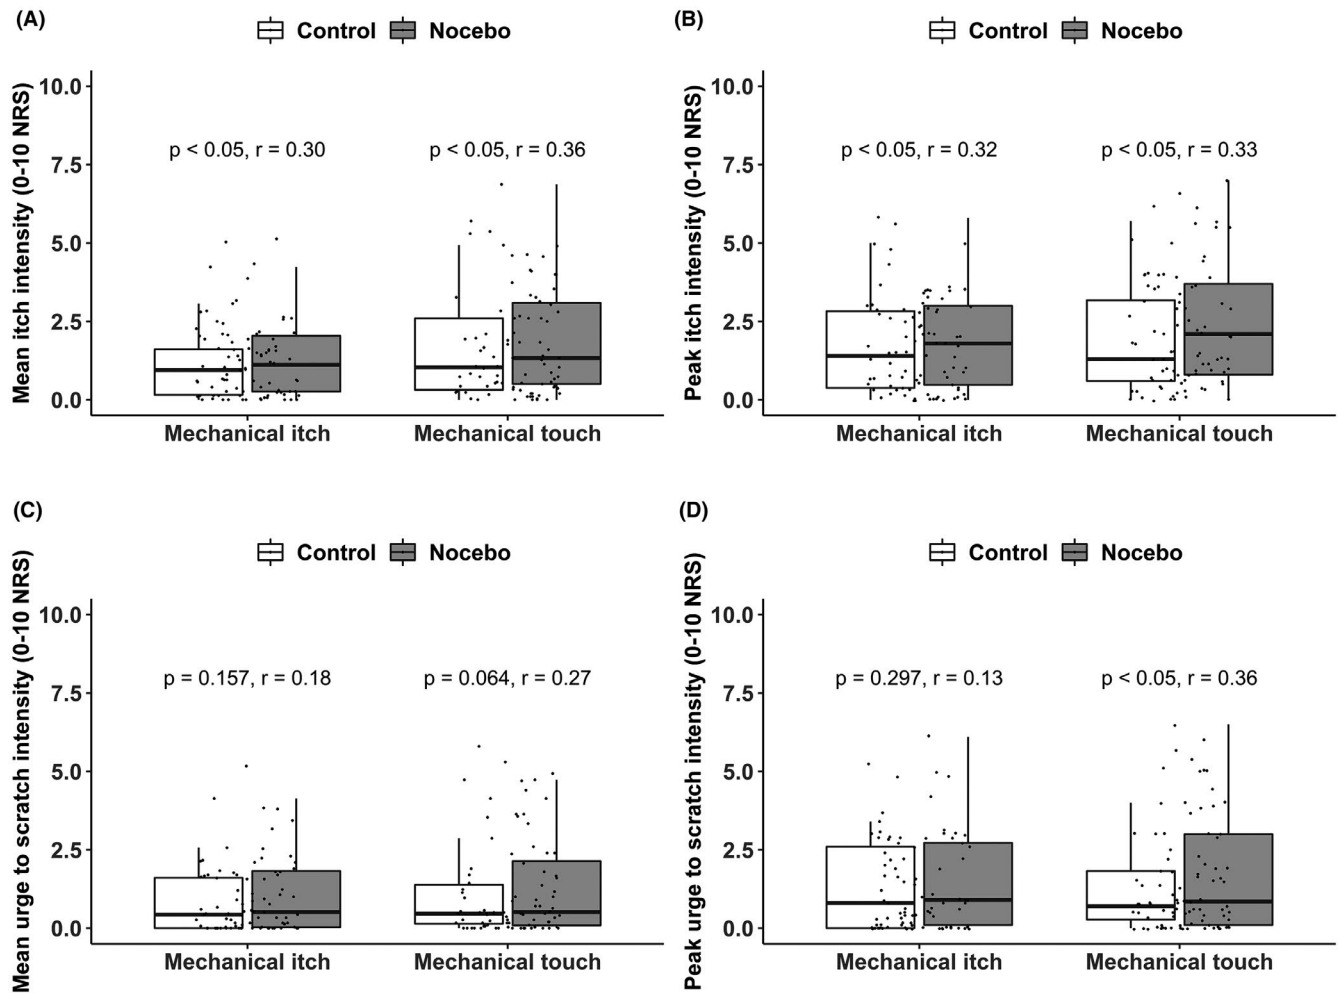 (A)
Control Nocebo
Mean itch intensity (0-10 NRS)
10.0
7.5
5.0
2.5
0.0
p < 0.05, r = 0.30
p < 0.05, r = 0.36
Mechanical itch
Mechanical touch
(B)
Control Nocebo
Peak itch intensity (0-10 NRS)
10.0
7.5
5.0
2.5
0.0
p < 0.05, r = 0.32
p < 0.05, r = 0.33
Mechanical itch
Mechanical touch
(C)
Control Nocebo
Mean urge to scratch intensity (0-10 NRS)
10.0
7.5
5.0
2.5
0.0
p = 0.157, r = 0.18
p = 0.064, r = 0.27
Mechanical itch
Mechanical touch
(D)
Control Nocebo
Peak urge to scratch intensity (0-10 NRS)
10.0
7.5
5.0
2.5
0.0
p = 0.297, r = 0.13
p < 0.05, r = 0.36
Mechanical itch
Mechanical touch